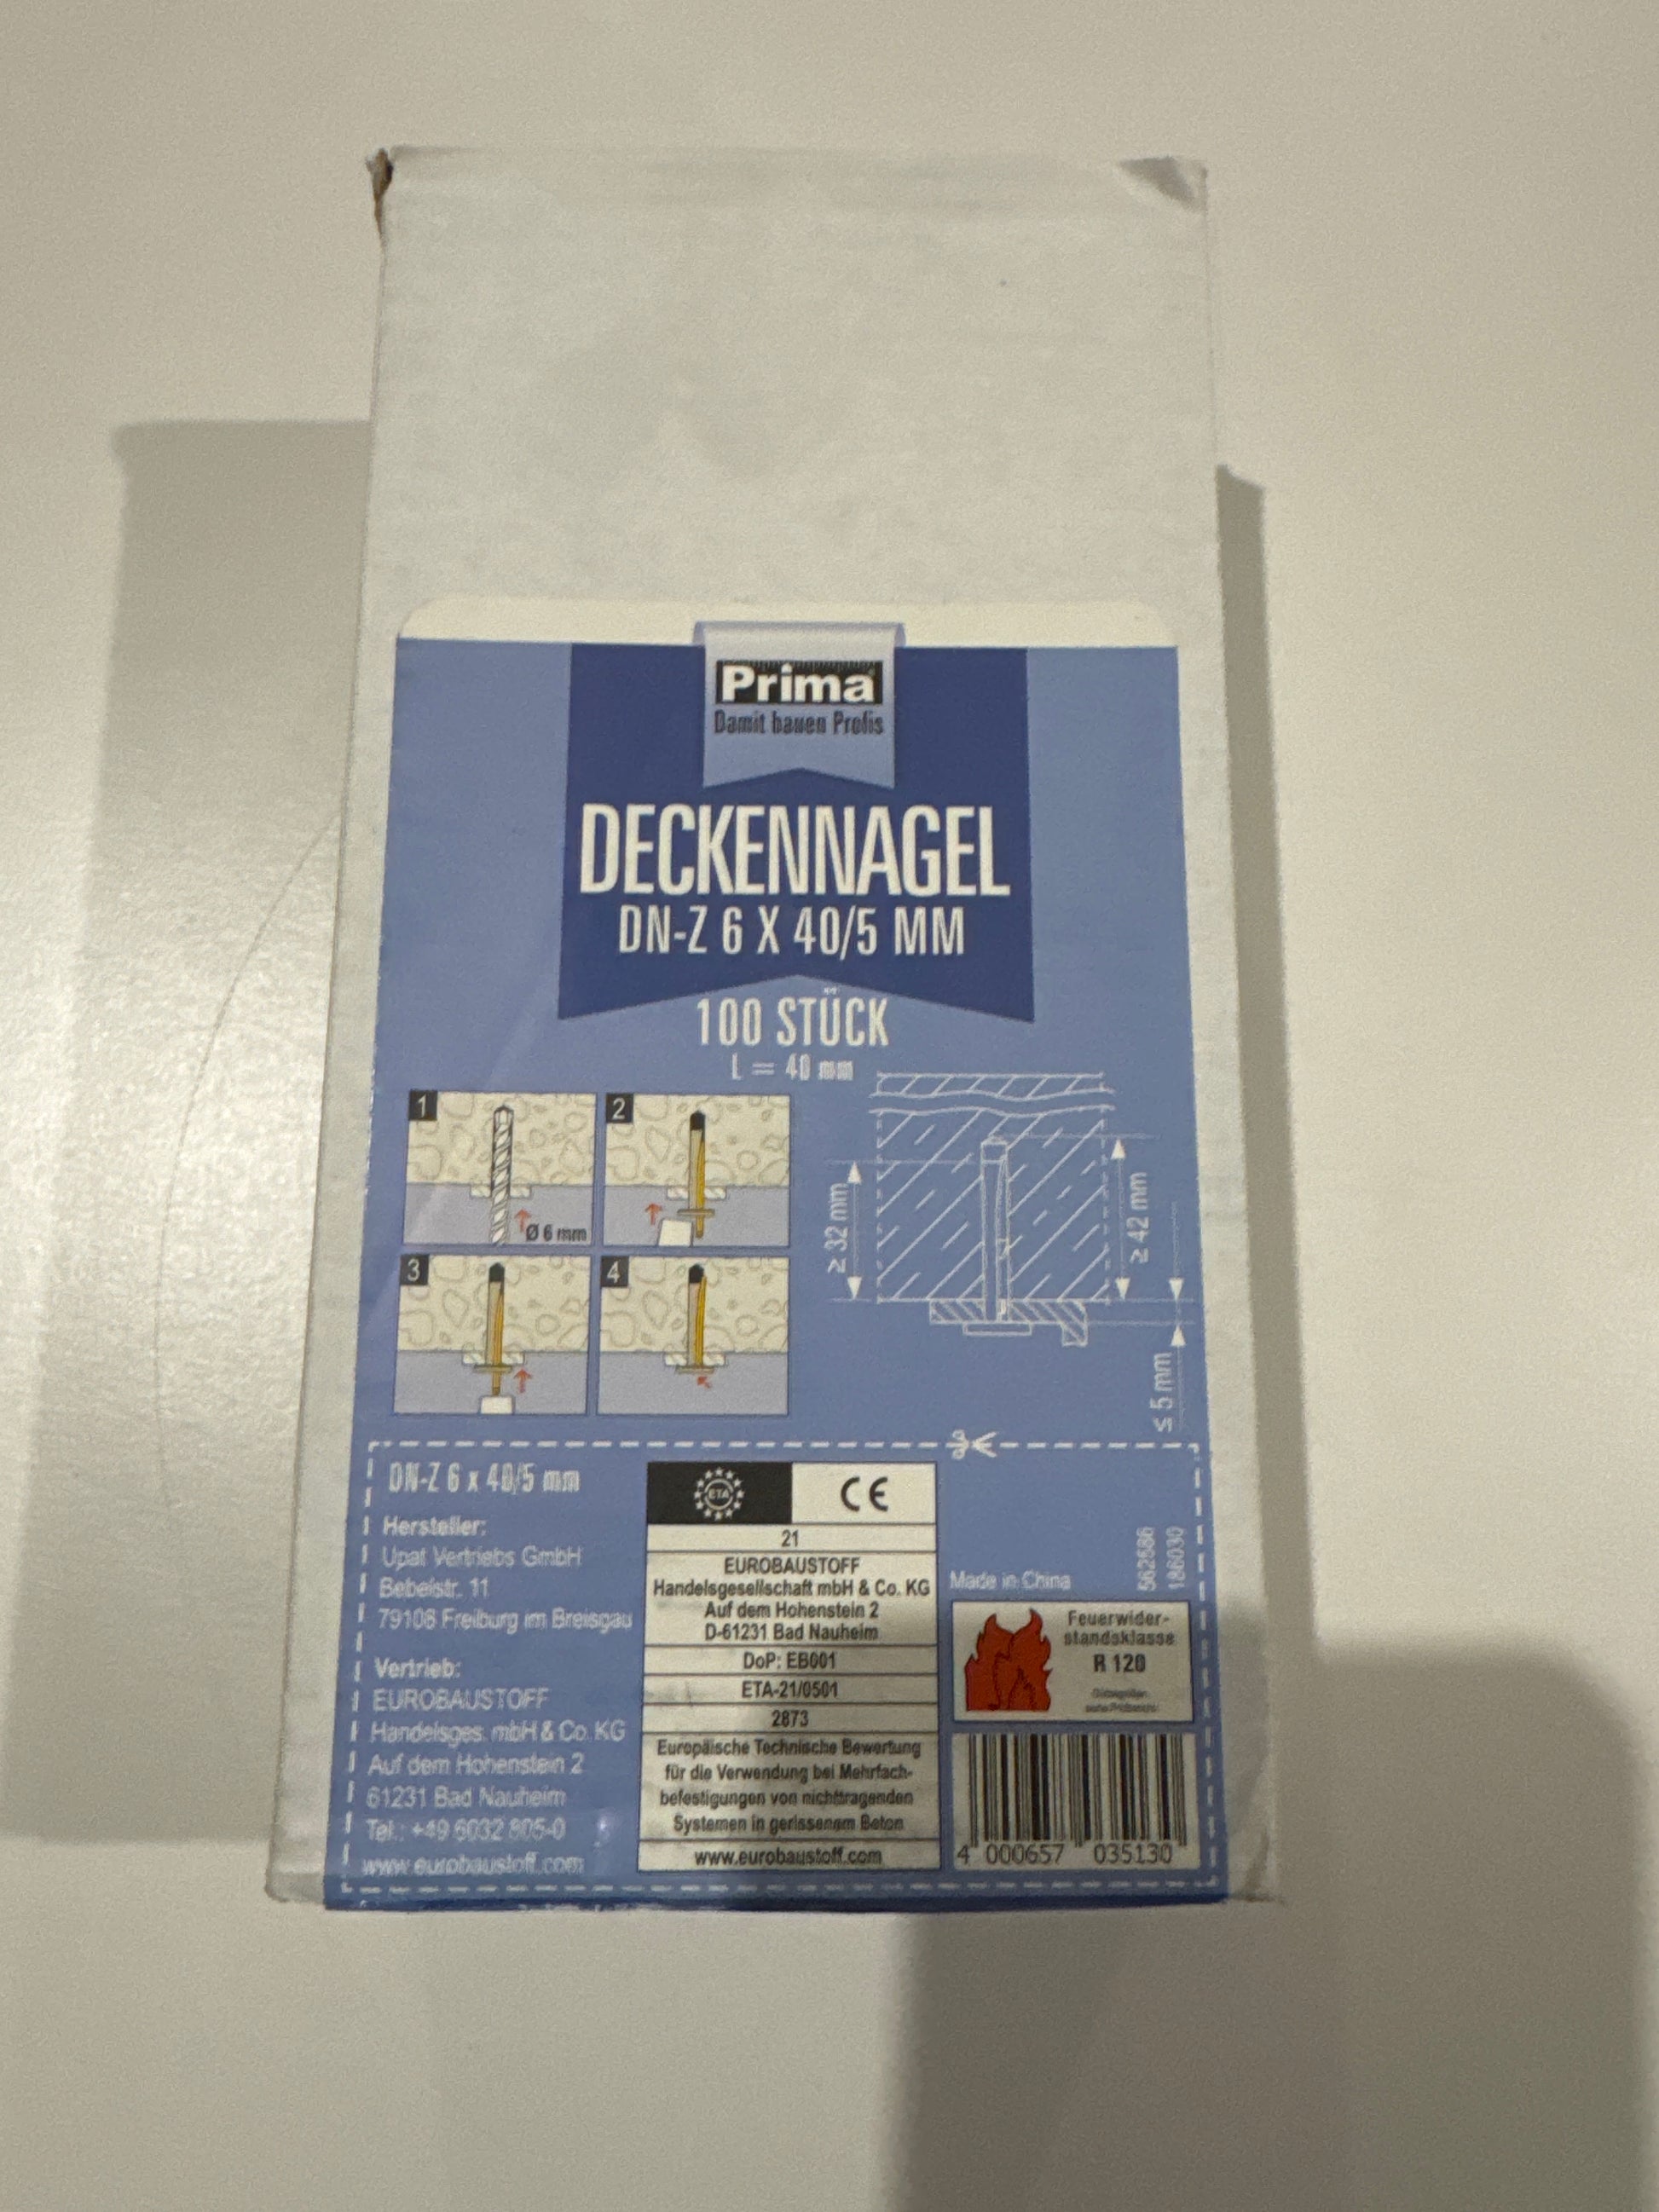 Prima
Damit bauen Profis
DECKENNAGEL
DN-Z 6 X 40/5 MM
100 STÜCK
L = 40 mm
1
Ø 6 mm
2
3
4
≥ 32 mm
≥ 42 mm
≤ 5 mm
DN-Z 6 x 40/5 mm
Hersteller:
Upat Vertriebs GmbH
Bebelstr. 11
79108 Freiburg im Breisgau
Vertrieb:
EUROBAUSTOFF
Handelsges. mbH & Co. KG
Auf dem Hohenstein 2
61231 Bad Nauheim
Tel.: +49 6032 805-0
www.eurobaustoff.com
ETA
CE
21
EUROBAUSTOFF
Handelsgesellschaft mbH & Co. KG
Auf dem Hohenstein 2
D-61231 Bad Nauheim
DoP: EB001
ETA-21/0501
2873
Europäische Technische Bewertung
für die Verwendung bei Mehrfach-
befestigungen von nichttragenden
Systemen in gerissenem Beton
www.eurobaustoff.com
Made in China
562686
186030
Feuerwider-
standsklasse
R 120
4 000657 035130